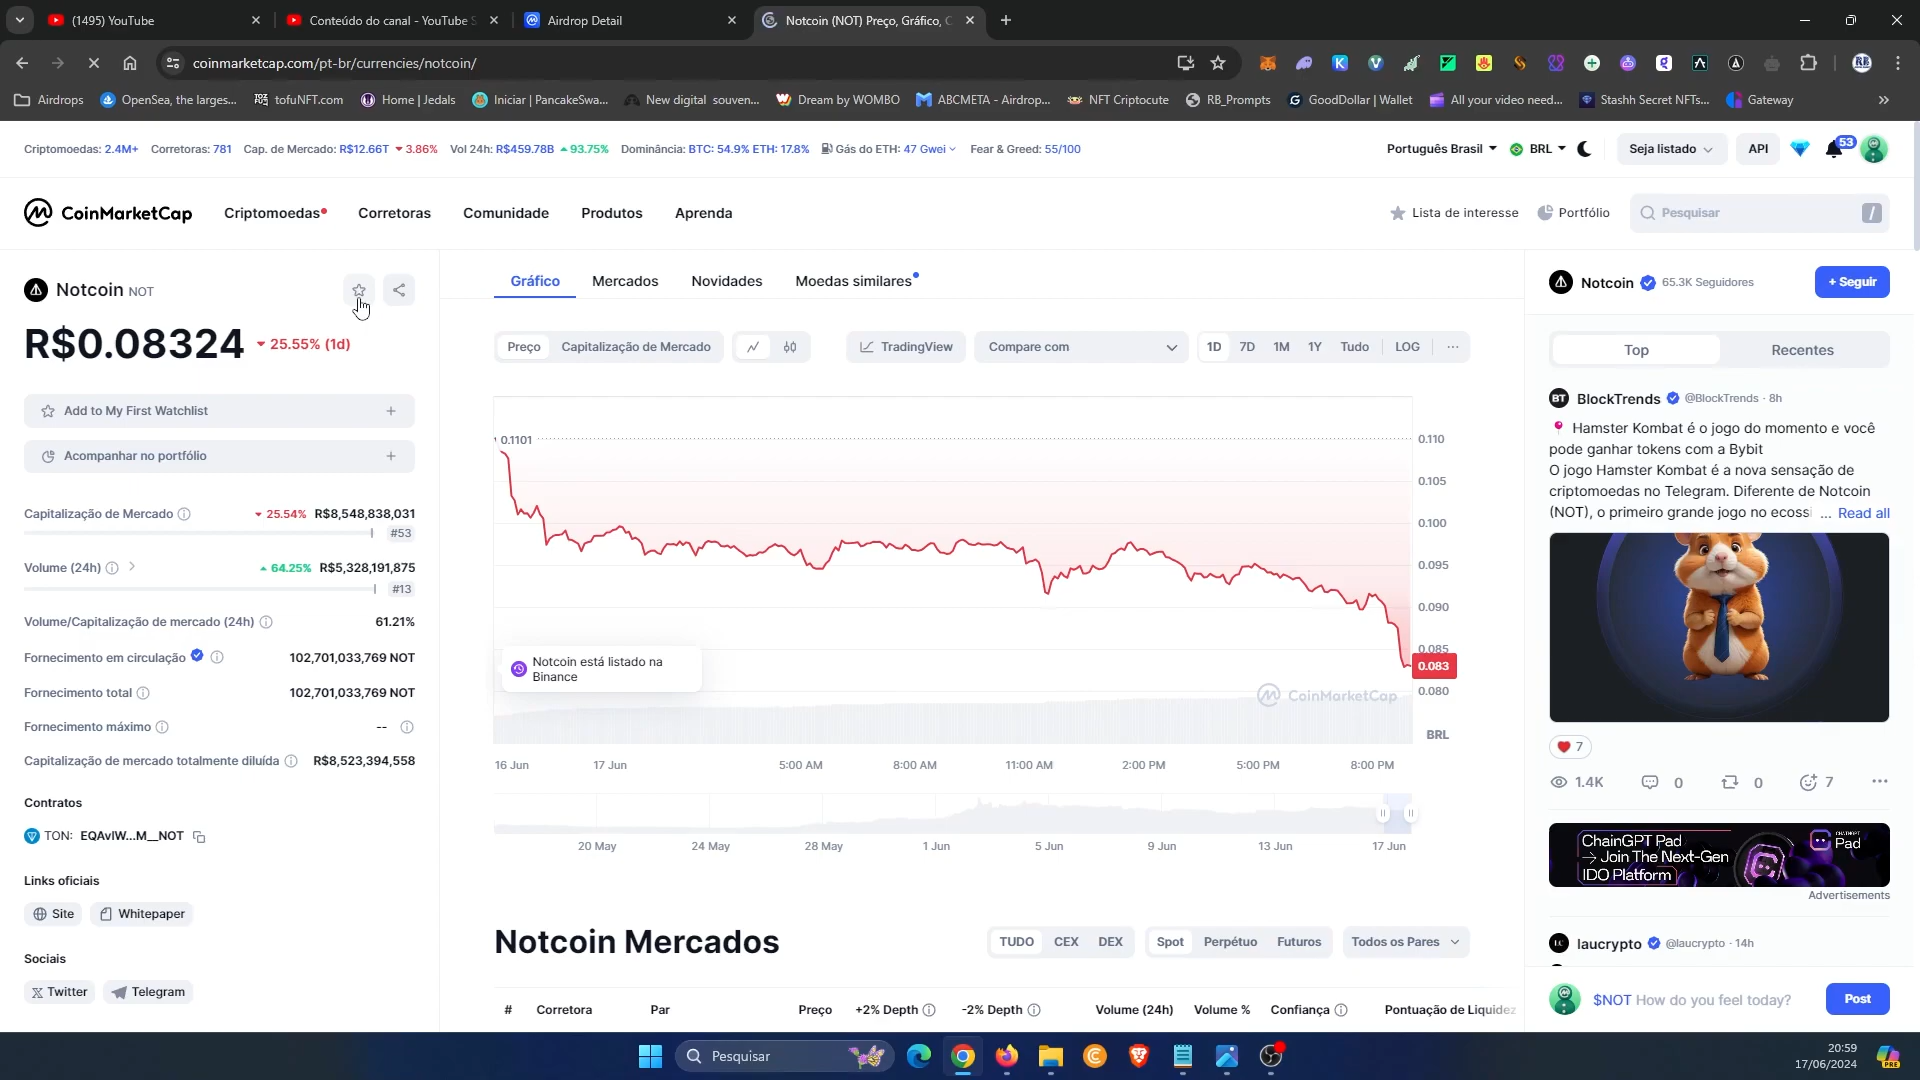 (1495) YouTube
Conteúdo do canal - YouTube S
Airdrop Detail
Notcoin (NOT) Preço, Gráfico, C
coinmarketcap.com/pt-br/currencies/notcoin/
Airdrops
OpenSea, the larges...
tofuNFT.com
Home | Jedals
Iniciar | PancakeSwa...
New digital souven...
Dream by WOMBO
ABCMETA - Airdrop...
NFT Criptocute
RB_Prompts
GoodDollar | Wallet
All your video need...
Stashh Secret NFTs...
Gateway
»
Criptomoedas: 2.4M+ Corretoras: 781 Cap. de Mercado: R$12.66T 3.86% Vol 24h: R$459.78B 93.75% Dominância: BTC: 54.9% ETH: 17.8% Gás do ETH: 47 Gwei Fear & Greed: 55/100
Português Brasil
BRL
Seja listado
API
53
CoinMarketCap
Criptomoedas
Corretoras
Comunidade
Produtos
Aprenda
Lista de interesse
Portfólio
Pesquisar
/
Notcoin NOT
R$0.08324 25.55% (1d)
Add to My First Watchlist +
Acompanhar no portfólio +
Capitalização de Mercado 25.54% R$8,548,838,031
#53
Volume (24h) 64.25% R$5,328,191,875
#13
Volume/Capitalização de mercado (24h) 61.21%
Fornecimento em circulação 102,701,033,769 NOT
Fornecimento total 102,701,033,769 NOT
Fornecimento máximo --
Capitalização de mercado totalmente diluída R$8,523,394,558
Contratos
TON: EQAvlW...M__NOT
Links oficiais
Site
Whitepaper
Sociais
Twitter
Telegram
Gráfico
Mercados
Novidades
Moedas similares
Preço
Capitalização de Mercado
TradingView
Compare com
1D
7D
1M
1Y
Tudo
LOG
...
0.1101
0.110
0.105
0.100
0.095
0.090
0.085
0.083
0.080
BRL
Notcoin está listado na
Binance
CoinMarketCap
16 Jun
17 Jun
5:00 AM
8:00 AM
11:00 AM
2:00 PM
5:00 PM
8:00 PM
20 May
24 May
28 May
1 Jun
5 Jun
9 Jun
13 Jun
17 Jun
Notcoin Mercados
TUDO
CEX
DEX
Spot
Perpétuo
Futuros
Todos os Pares
# Corretora Par Preço +2% Depth -2% Depth Volume (24h) Volume % Confiança Pontuação de Liquidez
Notcoin 65.3K Seguidores
+ Seguir
Top
Recentes
BT BlockTrends @BlockTrends · 8h
Hamster Kombat é o jogo do momento e você
pode ganhar tokens com a Bybit
O jogo Hamster Kombat é a nova sensação de
criptomoedas no Telegram. Diferente de Notcoin
(NOT), o primeiro grande jogo no ecossi ... Read all
7
1.4K
0
0
7
ChainGPT Pad
→ Join The Next-Gen
IDO Platform
CHAINGPT
Pad
Advertisements
LC laucrypto @laucrypto · 14h
$NOT How do you feel today?
Post
Pesquisar
20:59
17/06/2024
PRE